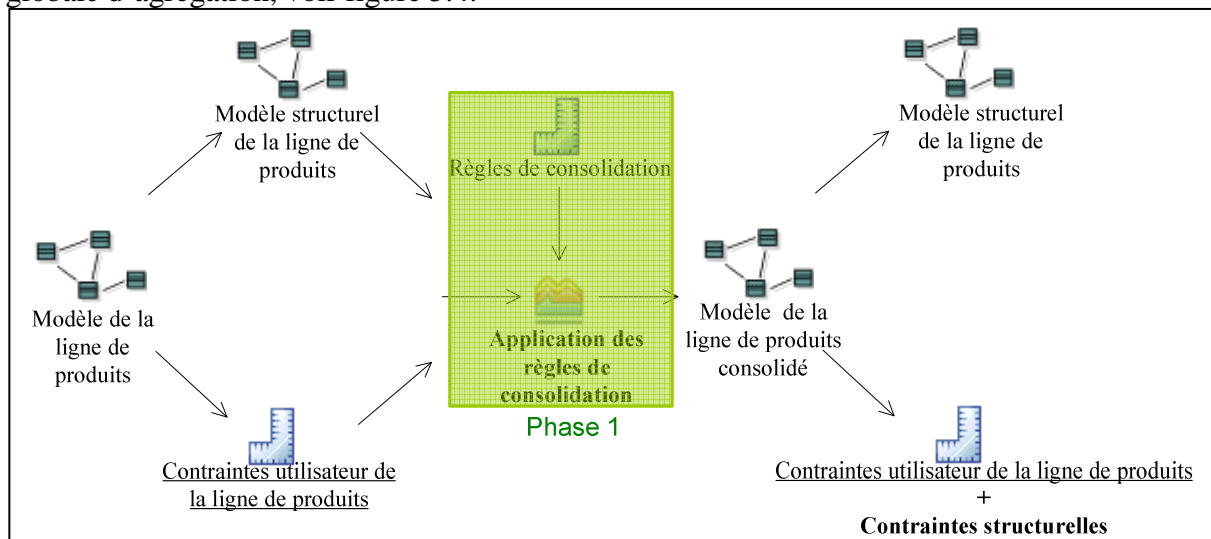 globale d'agrégation, voir figure 3.4.
Modèle structurel
de la ligne de
produits
Modèle structurel
de la ligne de
produits
Règles de consolidation
Modèle de la
ligne de
produits
Application des
règles de
consolidation
Modèle de la
ligne de produits
consolidé
Phase 1
Contraintes utilisateur de
la ligne de produits
Contraintes utilisateur de la ligne de produits
+
Contraintes structurelles